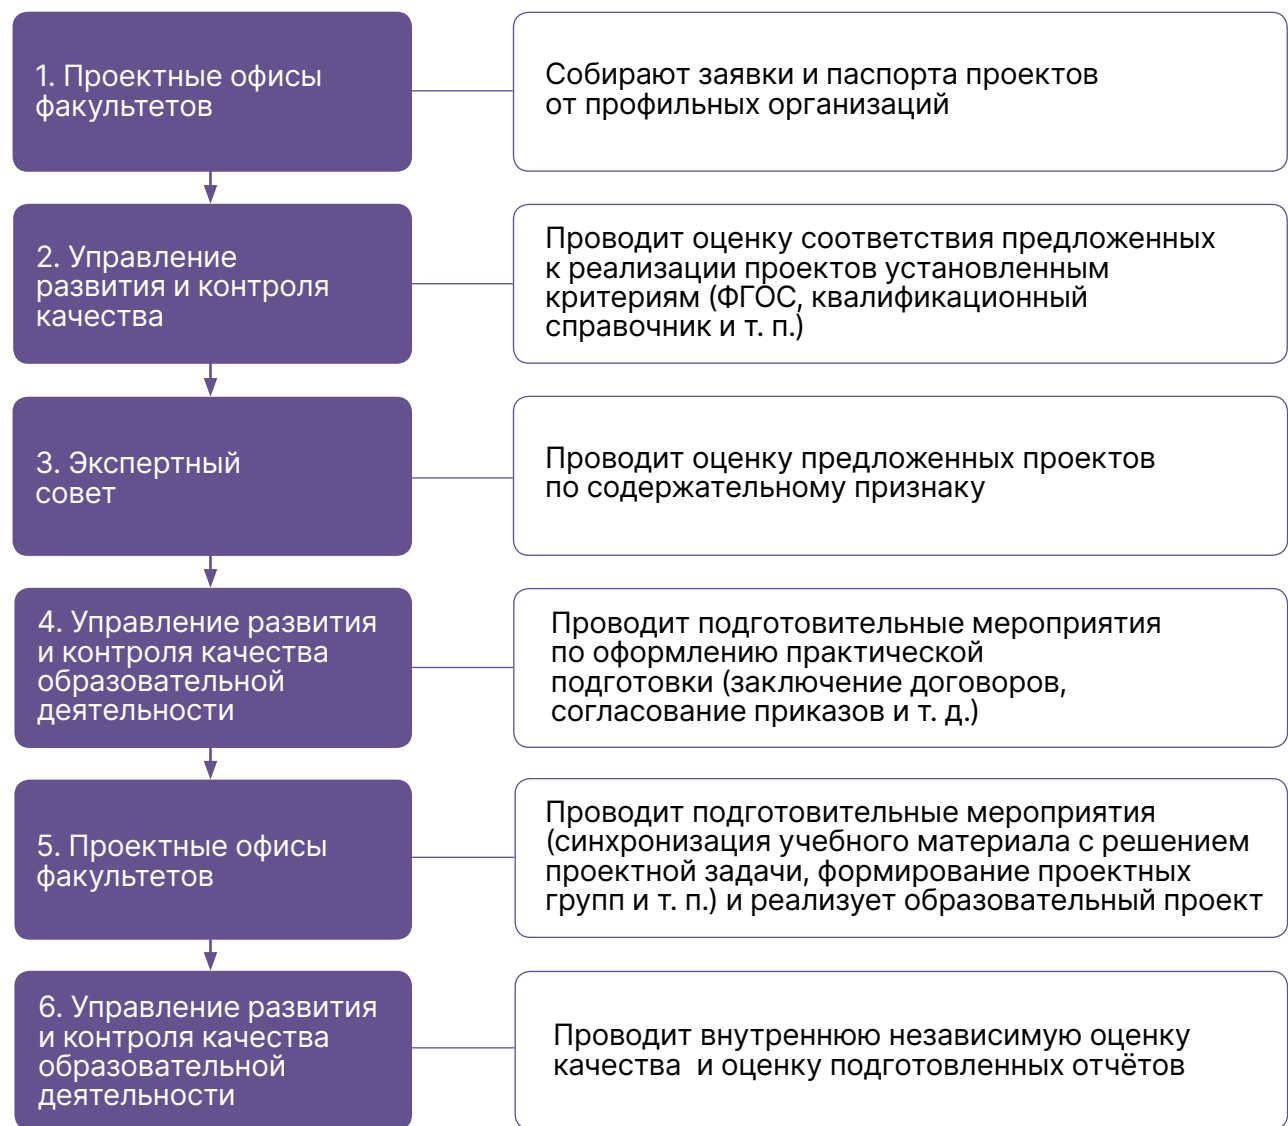 1. Проектные офисы
факультетов
Собирают заявки и паспорта проектов
от профильных организаций
2. Управление
развития и контроля
качества
Проводит оценку соответствия предложенных
к реализации проектов установленным
критериям (ФГОС, квалификационный
справочник и т. п.)
3. Экспертный
совет
Проводит оценку предложенных проектов
по содержательному признаку
4. Управление развития
и контроля качества
образовательной
деятельности
Проводит подготовительные мероприятия
по оформлению практической
подготовки (заключение договоров,
согласование приказов и т. д.)
5. Проектные офисы
факультетов
Проводит подготовительные мероприятия
(синхронизация учебного материала с решением
проектной задачи, формирование проектных
групп и т. п.) и реализует образовательный проект
6. Управление развития
и контроля качества
образовательной
деятельности
Проводит внутреннюю независимую оценку
качества  и оценку подготовленных отчётов